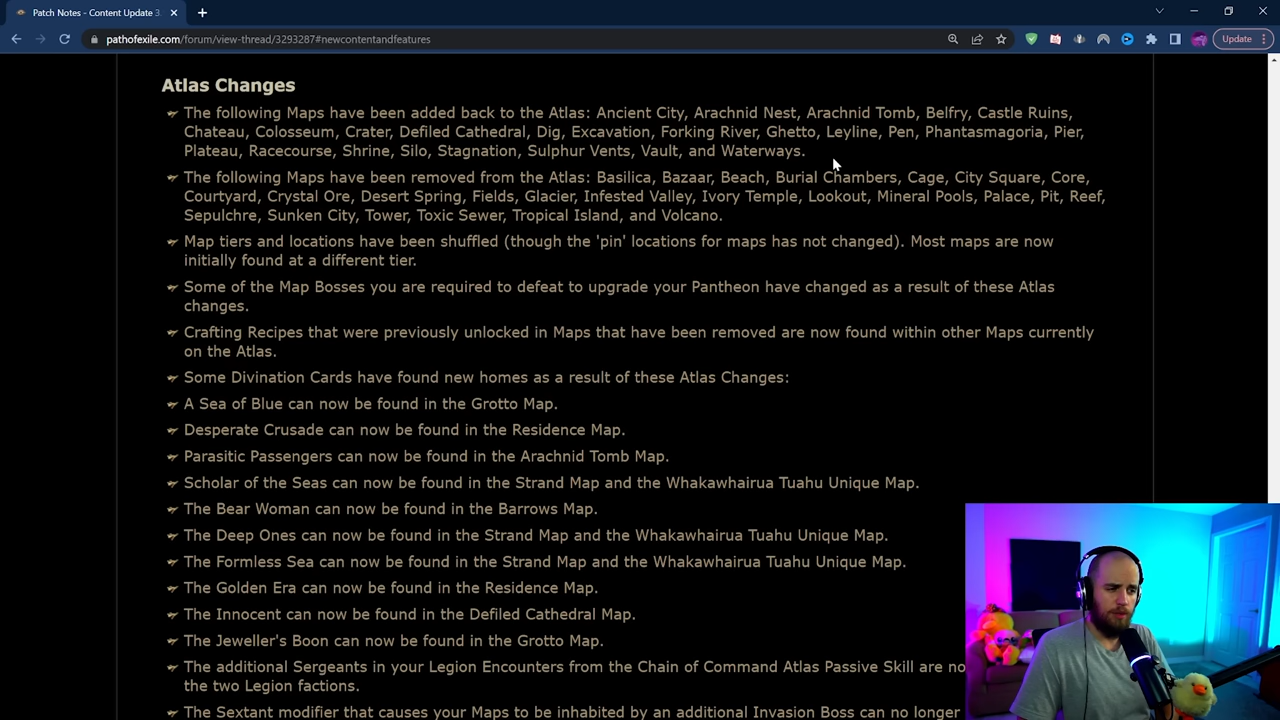 Patch Notes - Content Update 3.
pathofexile.com/forum/view-thread/3293287#newcontentandfeatures
Update
Atlas Changes
The following Maps have been added back to the Atlas: Ancient City, Arachnid Nest, Arachnid Tomb, Belfry, Castle Ruins,
Chateau, Colosseum, Crater, Defiled Cathedral, Dig, Excavation, Forking River, Ghetto, Leyline, Pen, Phantasmagoria, Pier,
Plateau, Racecourse, Shrine, Silo, Stagnation, Sulphur Vents, Vault, and Waterways.
The following Maps have been removed from the Atlas: Basilica, Bazaar, Beach, Burial Chambers, Cage, City Square, Core,
Courtyard, Crystal Ore, Desert Spring, Fields, Glacier, Infested Valley, Ivory Temple, Lookout, Mineral Pools, Palace, Pit, Reef,
Sepulchre, Sunken City, Tower, Toxic Sewer, Tropical Island, and Volcano.
Map tiers and locations have been shuffled (though the 'pin' locations for maps has not changed). Most maps are now
initially found at a different tier.
Some of the Map Bosses you are required to defeat to upgrade your Pantheon have changed as a result of these Atlas
changes.
Crafting Recipes that were previously unlocked in Maps that have been removed are now found within other Maps currently
on the Atlas.
Some Divination Cards have found new homes as a result of these Atlas Changes:
A Sea of Blue can now be found in the Grotto Map.
Desperate Crusade can now be found in the Residence Map.
Parasitic Passengers can now be found in the Arachnid Tomb Map.
Scholar of the Seas can now be found in the Strand Map and the Whakawhairua Tuahu Unique Map.
The Bear Woman can now be found in the Barrows Map.
The Deep Ones can now be found in the Strand Map and the Whakawhairua Tuahu Unique Map.
The Formless Sea can now be found in the Strand Map and the Whakawhairua Tuahu Unique Map.
The Golden Era can now be found in the Residence Map.
The Innocent can now be found in the Defiled Cathedral Map.
The Jeweller's Boon can now be found in the Grotto Map.
The additional Sergeants in your Legion Encounters from the Chain of Command Atlas Passive Skill are no
the two Legion factions.
The Sextant modifier that causes your Maps to be inhabited by an additional Invasion Boss can no longer